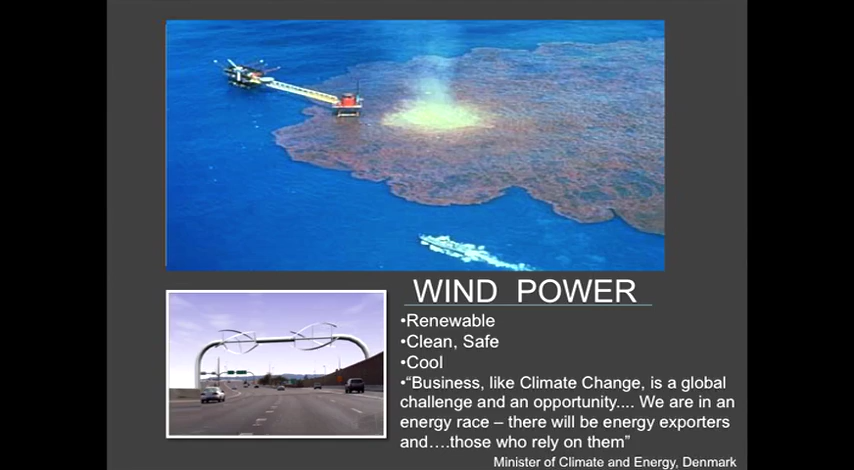 WIND POWER
•Renewable
•Clean, Safe
•Cool
•“Business, like Climate Change, is a global
challenge and an opportunity.... We are in an
energy race – there will be energy exporters
and….those who rely on them”
Minister of Climate and Energy, Denmark